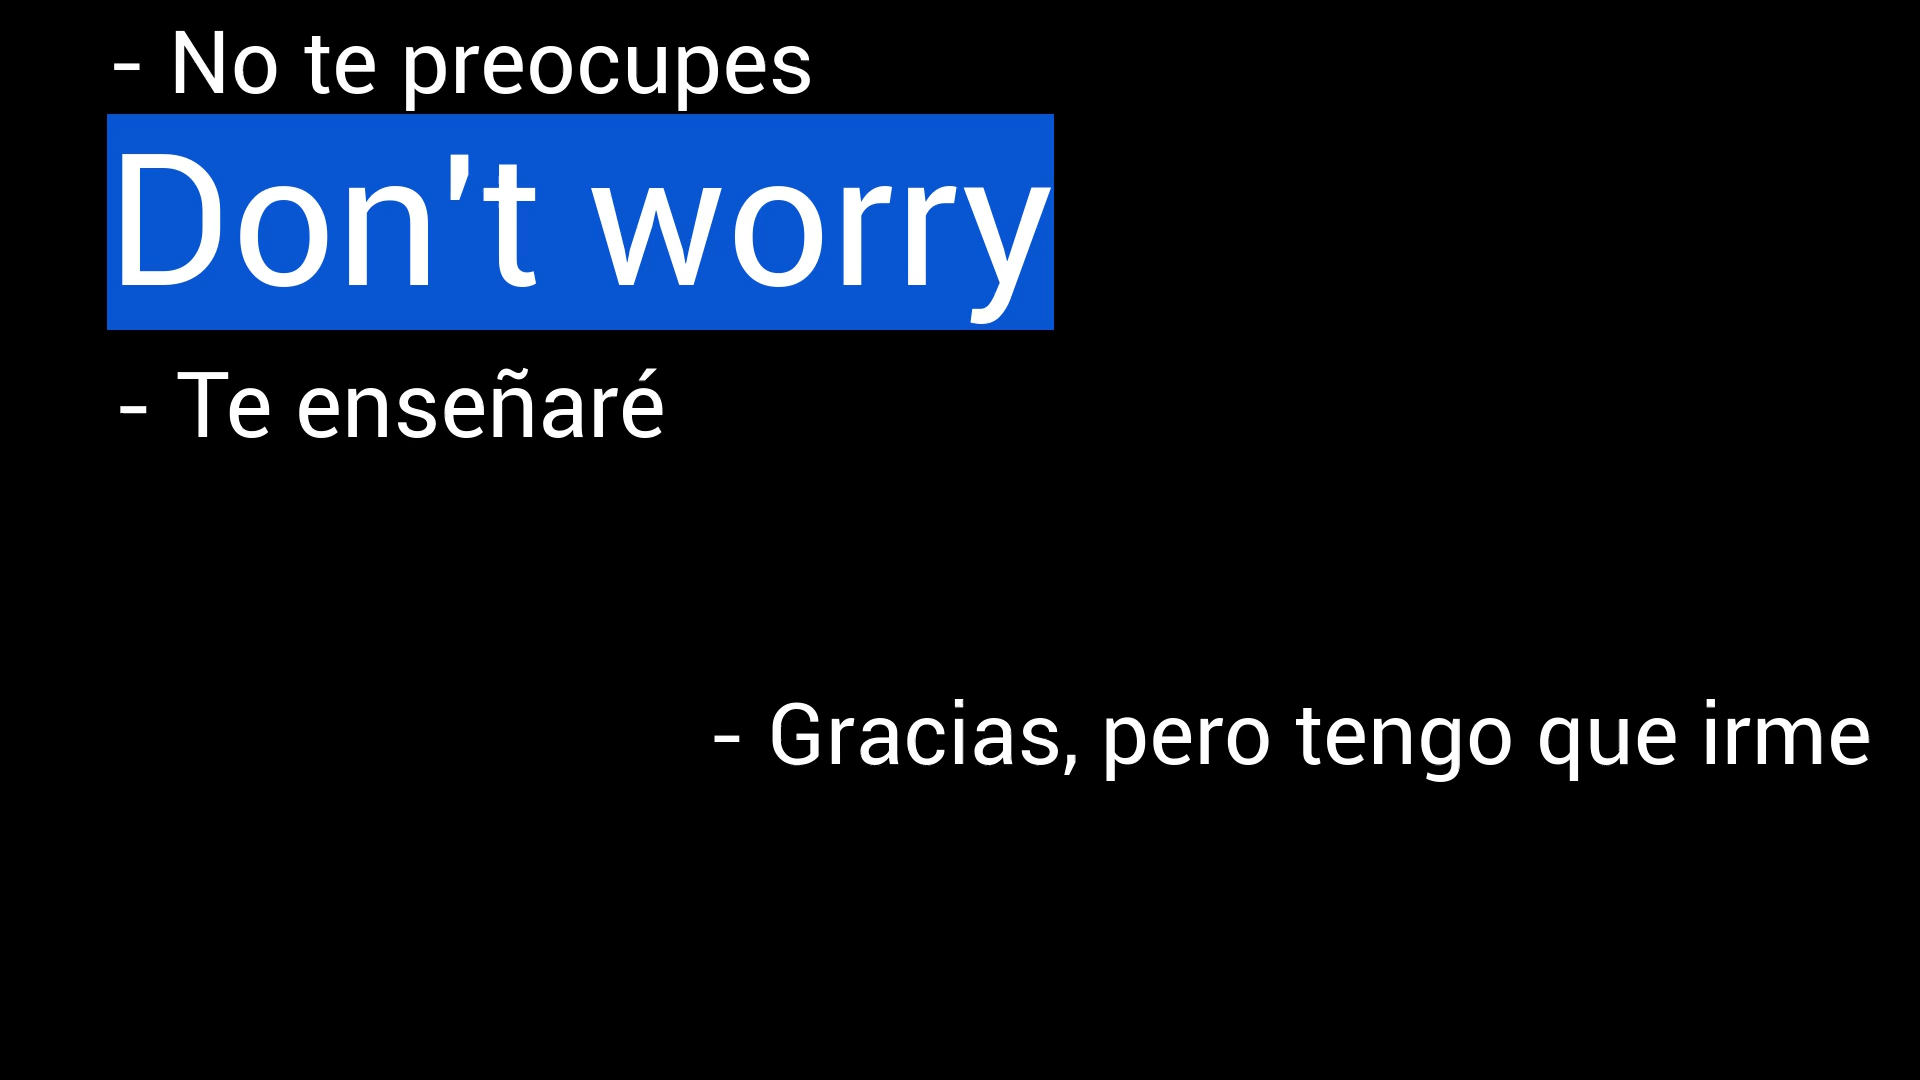 - No te preocupes
Don't worry
- Te enseñaré
- Gracias, pero tengo que irme